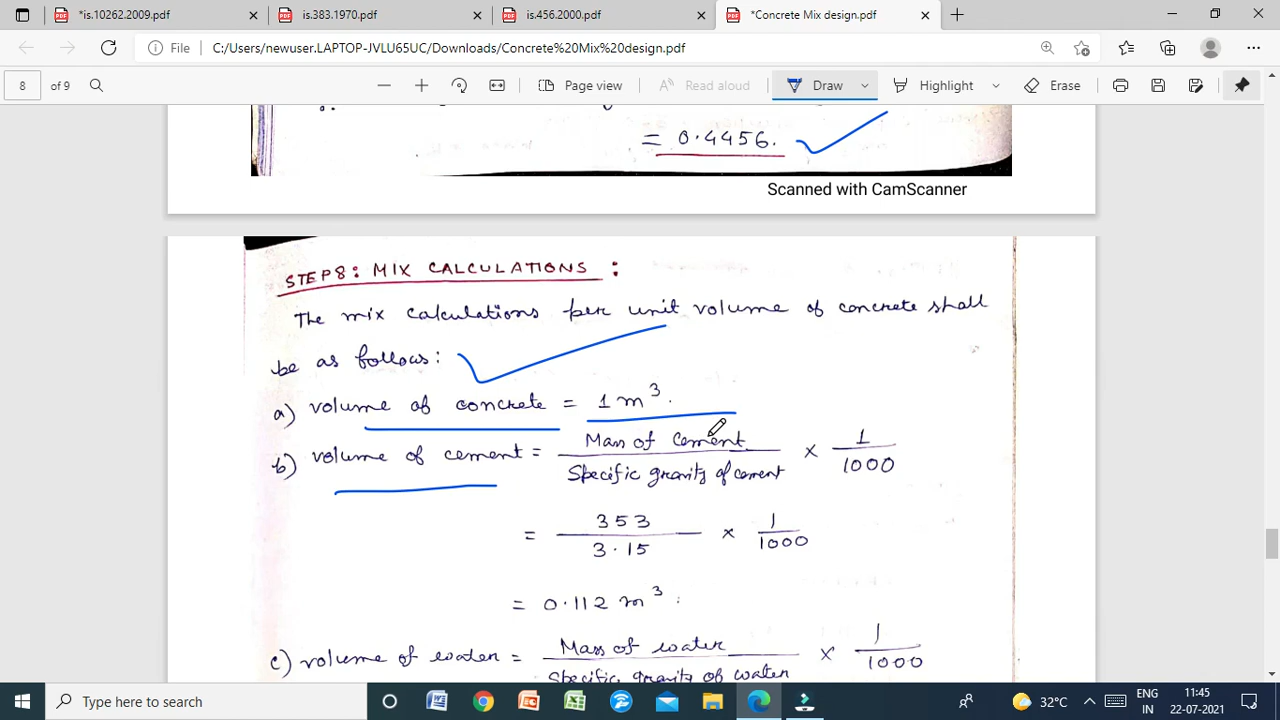 *is.10262.2009.pdf
is.383.1970.pdf
is.456.2000.pdf
*Concrete Mix design.pdf
File
C:/Users/newuser.LAPTOP-JVLU65UC/Downloads/Concrete%20Mix%20design.pdf
8 of 9
Page view
Read aloud
Draw
Highlight
Erase
= 0.4456.
Scanned with CamScanner
STEP8: MIX CALCULATIONS :
The mix calculations per unit volume of concrete shall
be as follows:
a) volume of concrete = 1 m³.
b) volume of cement = Mass of cement / Specific gravity of cement × 1/1000
= 353/3.15 × 1/1000
= 0.112 m³.
c) volume of water = Mass of water / Specific gravity of water × 1/1000
Type here to search
32°C
ENG
IN
11:45
22-07-2021